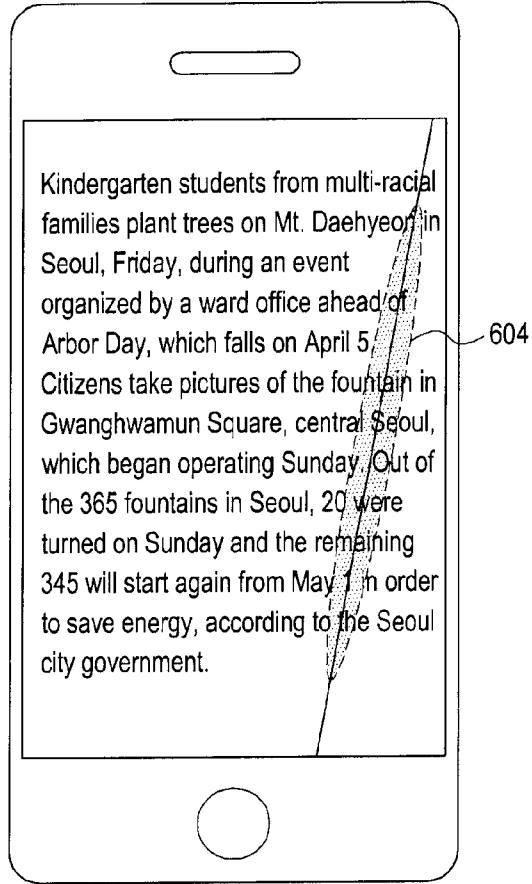 Kindergarten students from multi-racial
families plant trees on Mt. Daehyeon in
Seoul, Friday, during an event
organized by a ward office ahead of
Arbor Day, which falls on April 5.
Citizens take pictures of the fountain in
Gwanghwamun Square, central Seoul,
which began operating Sunday. Out of
the 365 fountains in Seoul, 20 were
turned on Sunday and the remaining
345 will start again from May 1 in order
to save energy, according to the Seoul
city government.
604